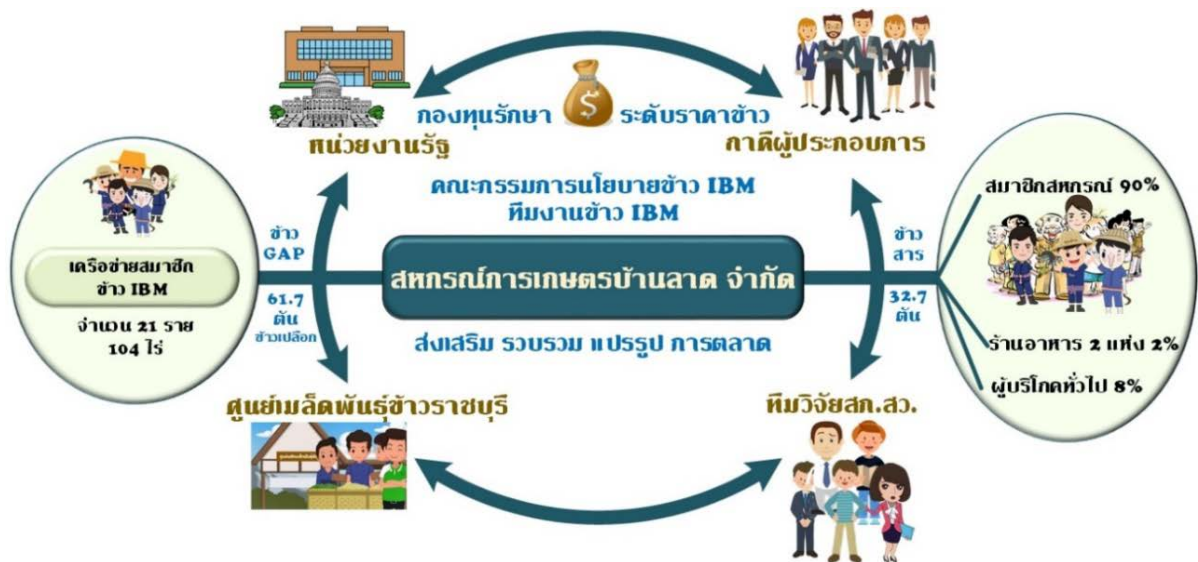 กองทุนรักษา ระดับราคาข้าว
หน่วยงานรัฐ
ภาคีผู้ประกอบการ
คณะกรรมการนโยบายข้าว IBM
ทีมงานข้าว IBM
เครือข่ายสมาชิก
ข้าว IBM
จำนวน 21 ราย
104 ไร่
ข้าว
GAP
61.7
ตัน
ข้าวเปลือก
สหกรณ์การเกษตรบ้านลาด จำกัด
ส่งเสริม รวบรวม แปรรูป การตลาด
ข้าว
สาร
32.7
ตัน
สมาชิกสหกรณ์ 90%
ร้านอาหาร 2 แห่ง 2%
ผู้บริโภคทั่วไป 8%
ศูนย์เมล็ดพันธุ์ข้าวราชบุรี
ทีมวิจัยสก.สว.